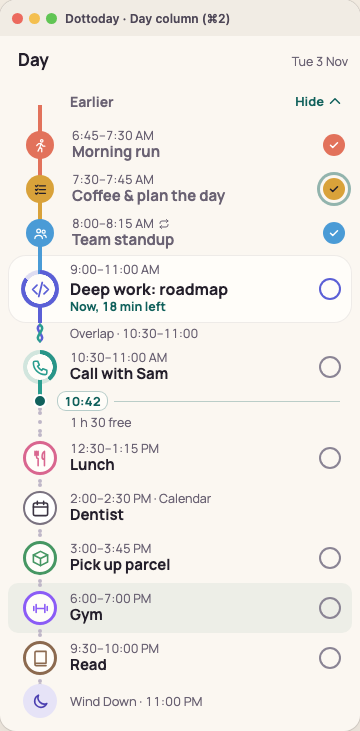 Dottoday · Day column (⌘2)
Day
Tue 3 Nov
Earlier
Hide
6:45–7:30 AM
Morning run
7:30–7:45 AM
Coffee & plan the day
8:00–8:15 AM
Team standup
9:00–11:00 AM
Deep work: roadmap
Now, 18 min left
Overlap · 10:30–11:00
10:30–11:00 AM
Call with Sam
10:42
1 h 30 free
12:30–1:15 PM
Lunch
2:00–2:30 PM · Calendar
Dentist
3:00–3:45 PM
Pick up parcel
6:00–7:00 PM
Gym
9:30–10:00 PM
Read
Wind Down · 11:00 PM